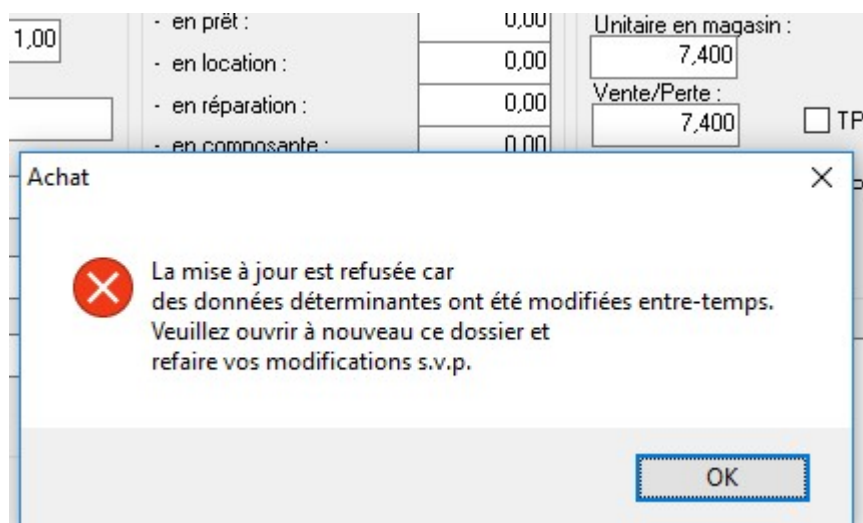 1,00
- en prêt :
0,00
- en location :
0,00
- en réparation :
0,00
- en composante :
0,00
Unitaire en magasin :
7,400
Vente/Perte :
7,400
Achat
La mise à jour est refusée car
des données déterminantes ont été modifiées entre-temps.
Veuillez ouvrir à nouveau ce dossier et
refaire vos modifications s.v.p.
OK